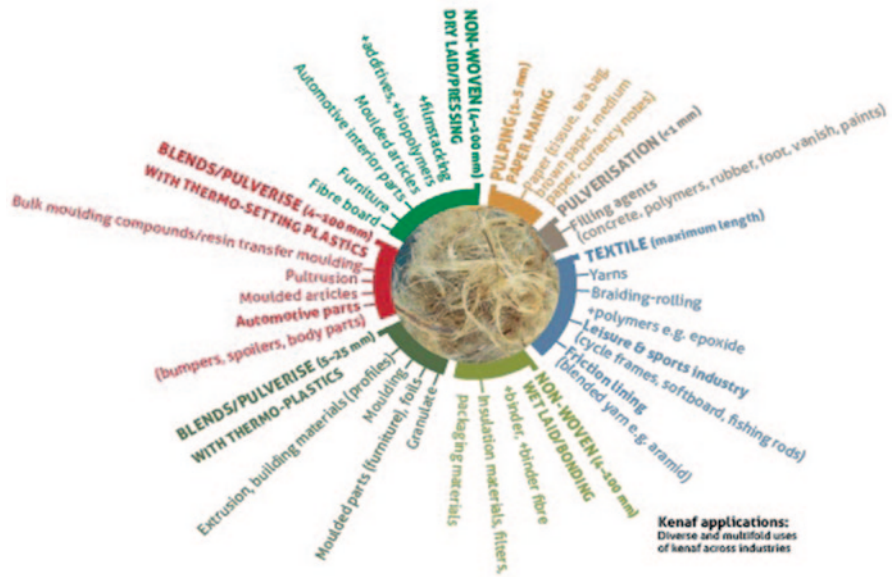 NON-WOVEN (4–100 mm)
DRY LAID/PRESSING
+filmstacking
+additives, +biopolymers
Moulded articles
Automotive interior parts
Furniture
Fibre board
PULPING (1–5 mm)
PAPER MAKING
Paper (tissue, tea bag,
brown paper, medium
paper, currency notes)
PULVERISATION (<1 mm)
Filling agents
(concrete, polymers, rubber, foot, vanish, paints)
TEXTILE (maximum length)
Yarns
Braiding-rolling
+polymers e.g. epoxide
Leisure & sports industry
(cycle frames, softboard, fishing rods)
Friction lining
(blended yarn e.g. aramid)
NON-WOVEN (4–100 mm)
WET LAID/BONDING
+binder, +binder fibre
Insulation materials, filters,
packaging materials
BLENDS/PULVERISE (5–25 mm)
WITH THERMO-PLASTICS
Extrusion, building materials (profiles)
Moulding
Moulded parts (furniture), foils
Granulate
BLENDS/PULVERISE (4–100 mm)
WITH THERMO-SETTING PLASTICS
Bulk moulding compounds/resin transfer moulding
Pultrusion
Moulded articles
Automotive parts
(bumpers, spoilers, body parts)
Kenaf applications:
Diverse and multifold uses
of kenaf across industries